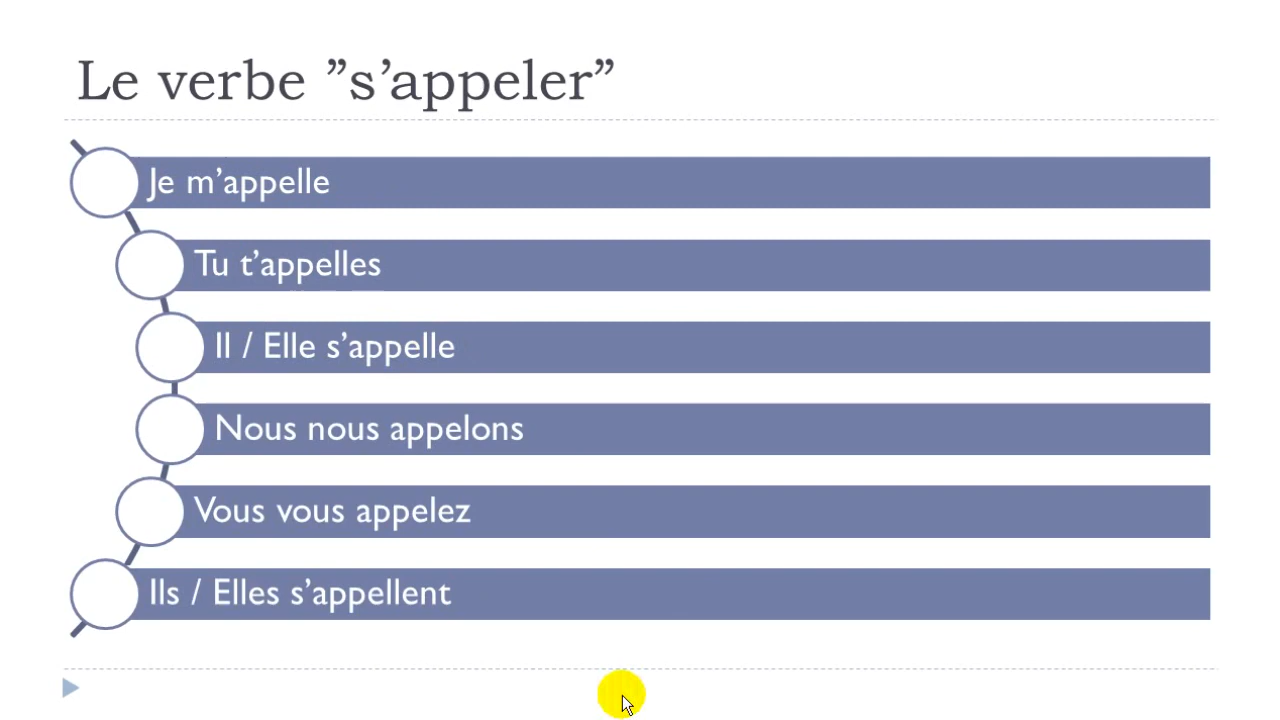 Le verbe ”s’appeler”
Je m’appelle
Tu t’appelles
Il / Elle s’appelle
Nous nous appelons
Vous vous appelez
Ils / Elles s’appellent